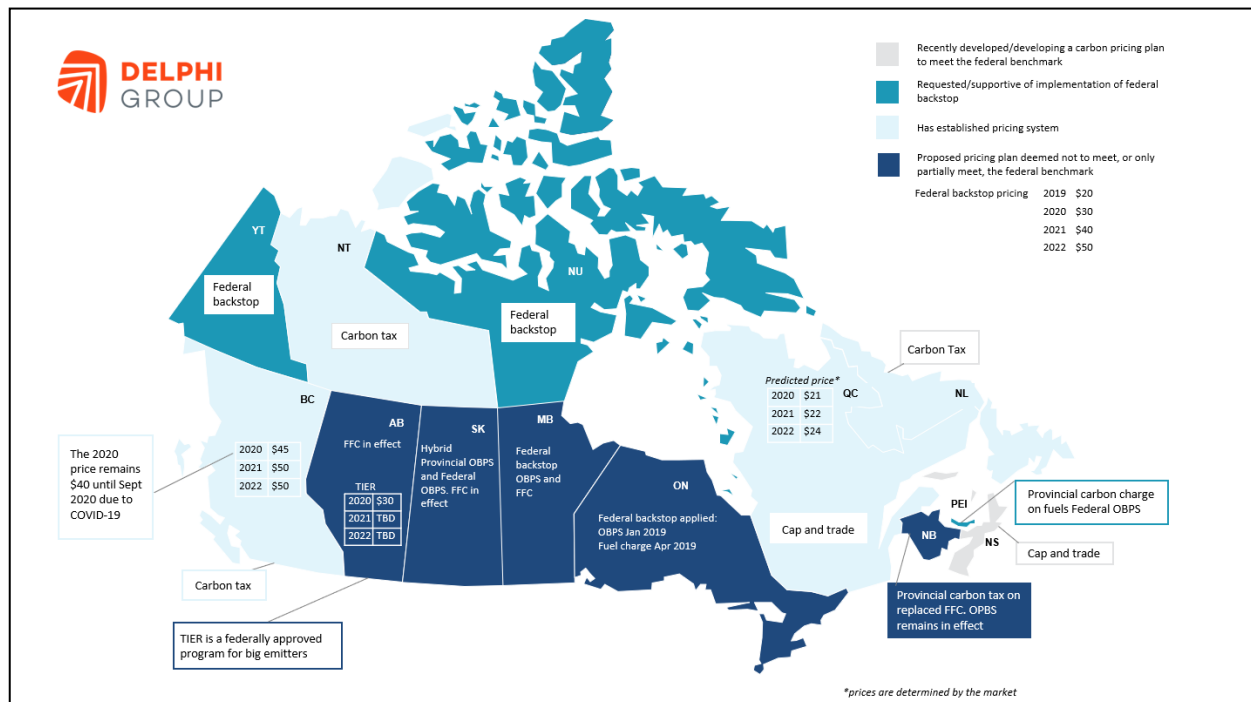 DELPHI
GROUP
Recently developed/developing a carbon pricing plan
to meet the federal benchmark
Requested/supportive of implementation of federal
backstop
Has established pricing system
Proposed pricing plan deemed not to meet, or only
partially meet, the federal benchmark
Federal backstop pricing 2019 $20
2020 $30
2021 $40
2022 $50
YT
Federal
backstop
NT
Carbon tax
NU
Federal
backstop
BC
2020 $45
2021 $50
2022 $50
The 2020
price remains
$40 until Sept
2020 due to
COVID-19
Carbon tax
AB
FFC in effect
TIER
2020 $30
2021 TBD
2022 TBD
TIER is a federally approved
program for big emitters
SK
Hybrid
Provincial OBPS
and Federal
OBPS. FFC in
effect
MB
Federal
backstop
OBPS and
FFC
ON
Federal backstop applied:
OBPS Jan 2019
Fuel charge Apr 2019
Carbon Tax
Predicted price*
2020 $21
2021 $22
2022 $24
QC
NL
Cap and trade
PEI
Provincial carbon charge
on fuels Federal OBPS
NB
NS
Cap and trade
Provincial carbon tax on
replaced FFC. OPBS
remains in effect
*prices are determined by the market